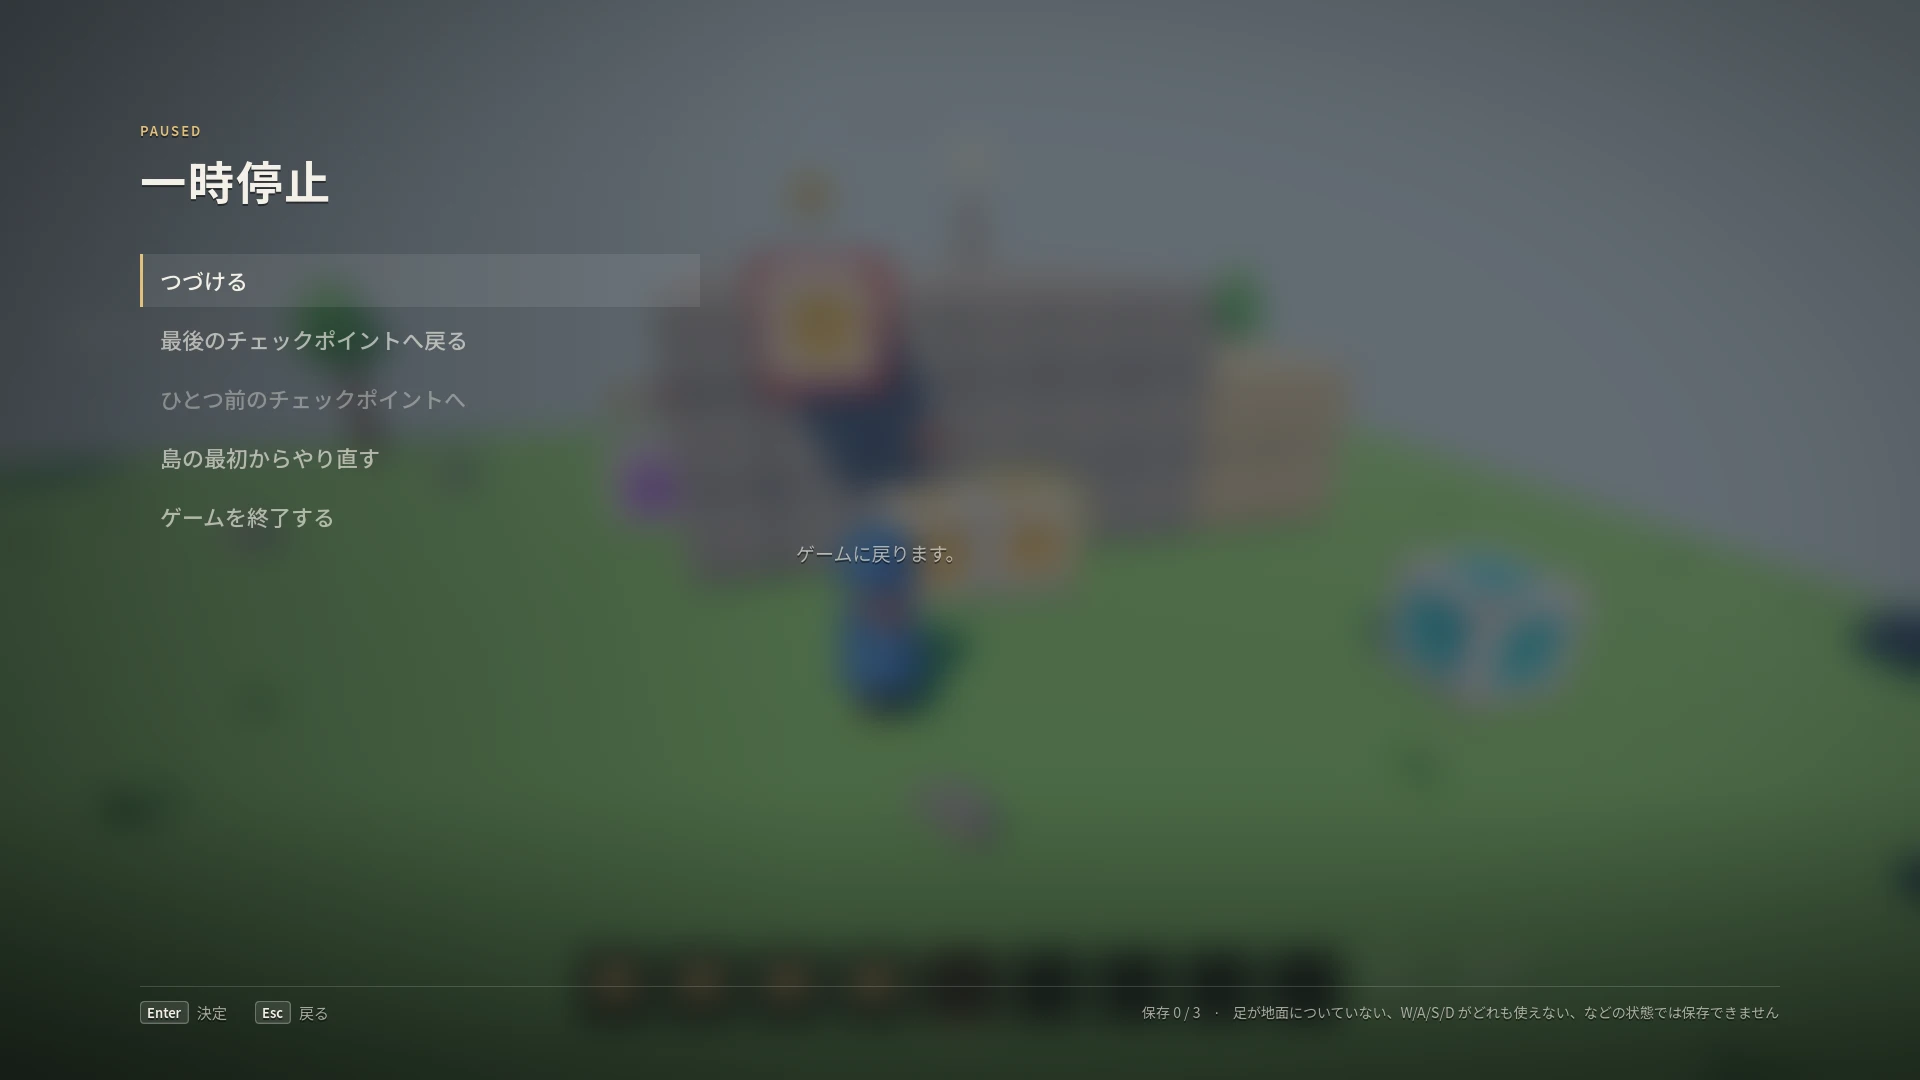 PAUSED
一時停止
つづける
最後のチェックポイントへ戻る
ひとつ前のチェックポイントへ
島の最初からやり直す
ゲームを終了する
ゲームに戻ります。
Enter 決定 Esc 戻る
保存 0 / 3 · 足が地面についていない、W/A/S/D がどれも使えない、などの状態では保存できません